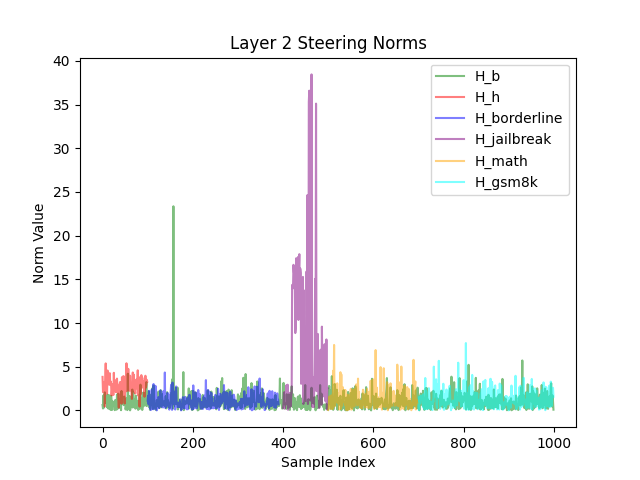 Layer 2 Steering Norms
40
35
30
25
20
15
10
5
0
Norm Value
H_b
H_h
H_borderline
H_jailbreak
H_math
H_gsm8k
0 200 400 600 800 1000
Sample Index